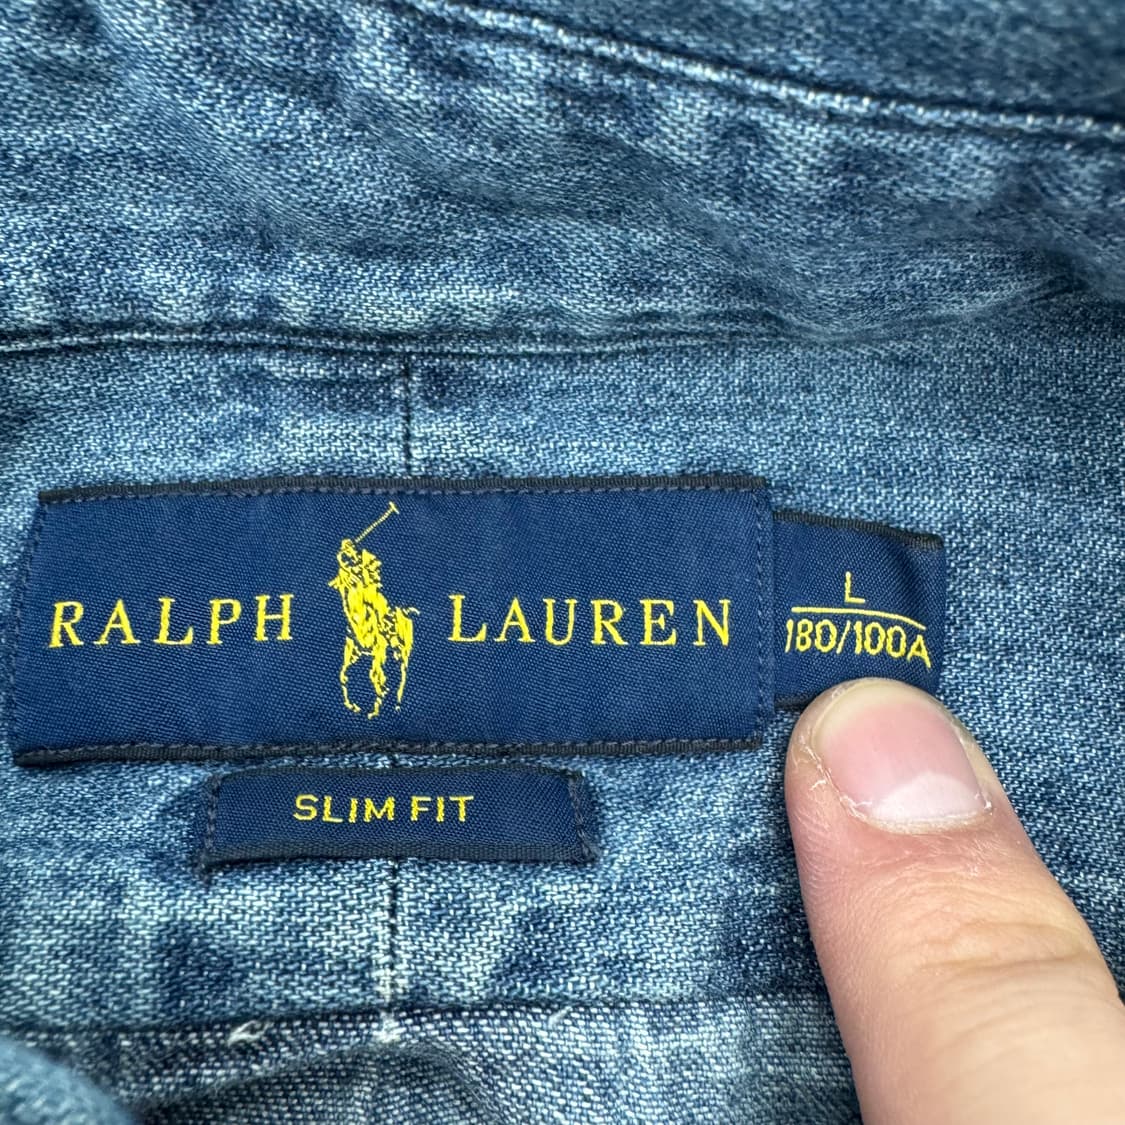 RALPH LAUREN
L
180/100A
SLIM FIT